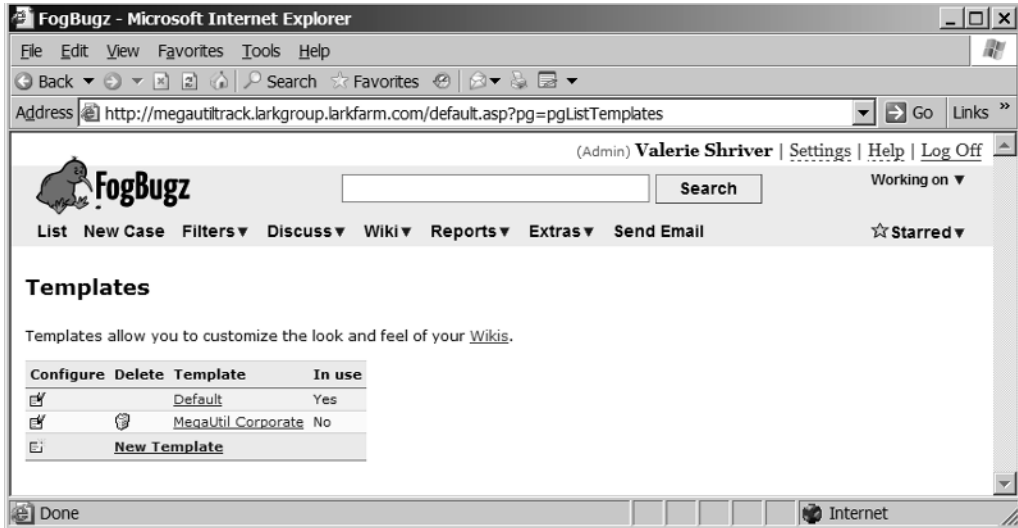 FogBugz - Microsoft Internet Explorer
File Edit View Favorites Tools Help
Back Search Favorites
Address http://megautiltrack.larkgroup.larkfarm.com/default.asp?pg=pgListTemplates Go Links »
(Admin) Valerie Shriver | Settings | Help | Log Off
FogBugz Search Working on ▼
List New Case Filters ▼ Discuss ▼ Wiki ▼ Reports ▼ Extras ▼ Send Email ☆ Starred ▼
Templates
Templates allow you to customize the look and feel of your Wikis.
Configure Delete Template In use
Default Yes
MegaUtil Corporate No
New Template
Done Internet